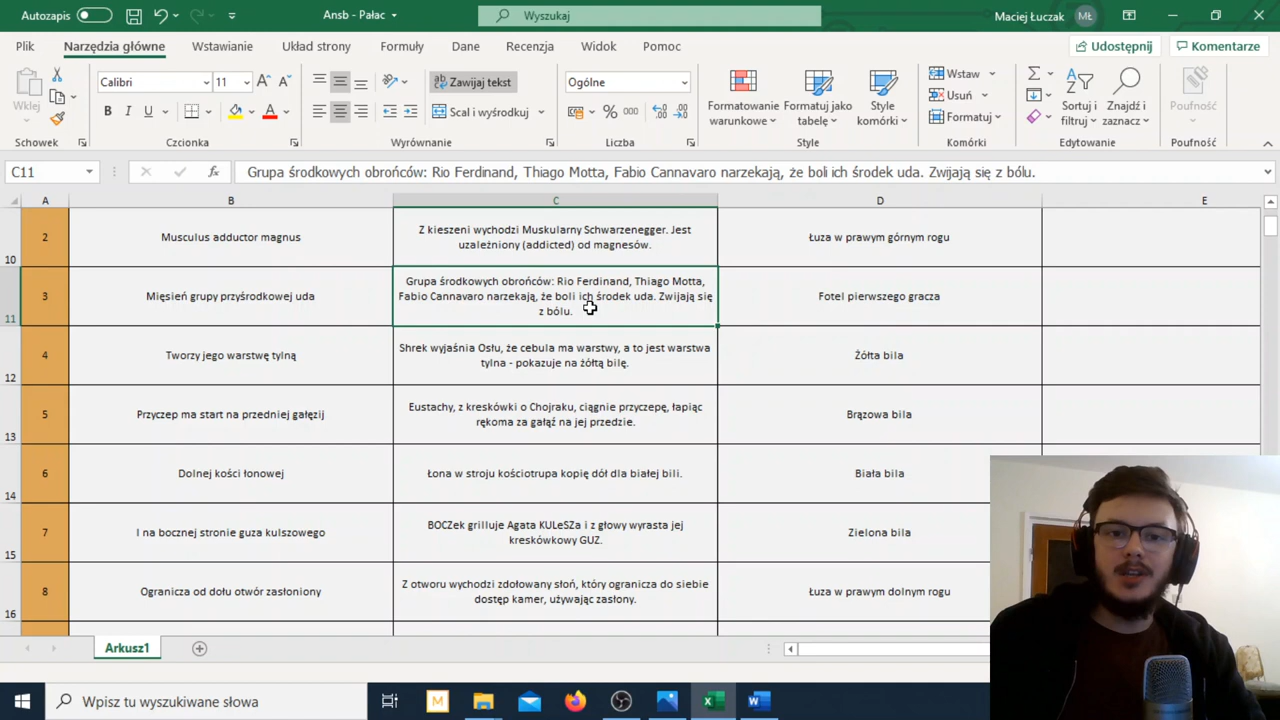 Autozapis
Ansb - Pałac
Wyszukaj
Maciej Łuczak
MŁ
Plik
Narzędzia główne
Wstawianie
Układ strony
Formuły
Dane
Recenzja
Widok
Pomoc
Udostępnij
Komentarze
Wklej
Schowek
Calibri
11
B
I
U
Czcionka
Zawijaj tekst
Scal i wyśrodkuj
Wyrównanie
Ogólne
% 000
Liczba
Formatowanie warunkowe
Formatuj jako tabelę
Style komórki
Style
Wstaw
Usuń
Formatuj
Komórki
Sortuj i filtruj
Znajdź i zaznacz
Edytowanie
Poufność
Poufność
C11
fx
Grupa środkowych obrońców: Rio Ferdinand, Thiago Motta, Fabio Cannavaro narzekają, że boli ich środek uda. Zwijają się z bólu.
A B C D E
10
2
Musculus adductor magnus
Z kieszeni wychodzi Muskularny Schwarzenegger. Jest
uzależniony (addicted) od magnesów.
Łuza w prawym górnym rogu
11
3
Mięsień grupy przyśrodkowej uda
Grupa środkowych obrońców: Rio Ferdinand, Thiago Motta,
Fabio Cannavaro narzekają, że boli ich środek uda. Zwijają się
z bólu.
Fotel pierwszego gracza
12
4
Tworzy jego warstwę tylną
Shrek wyjaśnia Osłu, że cebula ma warstwy, a to jest warstwa
tylna - pokazuje na żółtą bilę.
Żółta bila
13
5
Przyczep ma start na przedniej gałęzij
Eustachy, z kreskówki o Chojraku, ciągnie przyczepę, łapiąc
rękoma za gałąź na jej przedzie.
Brązowa bila
14
6
Dolnej kości łonowej
Łona w stroju kościotrupa kopię dół dla białej bili.
Biała bila
15
7
I na bocznej stronie guza kulszowego
BOCZek grilluje Agata KULeSZa i z głowy wyrasta jej
kreskówkowy GUZ.
Zielona bila
16
8
Ogranicza od dołu otwór zasłoniony
Z otworu wychodzi zdołowany słoń, który ogranicza do siebie
dostęp kamer, używając zasłony.
Łuza w prawym dolnym rogu
Arkusz1
Wpisz tu wyszukiwane słowa